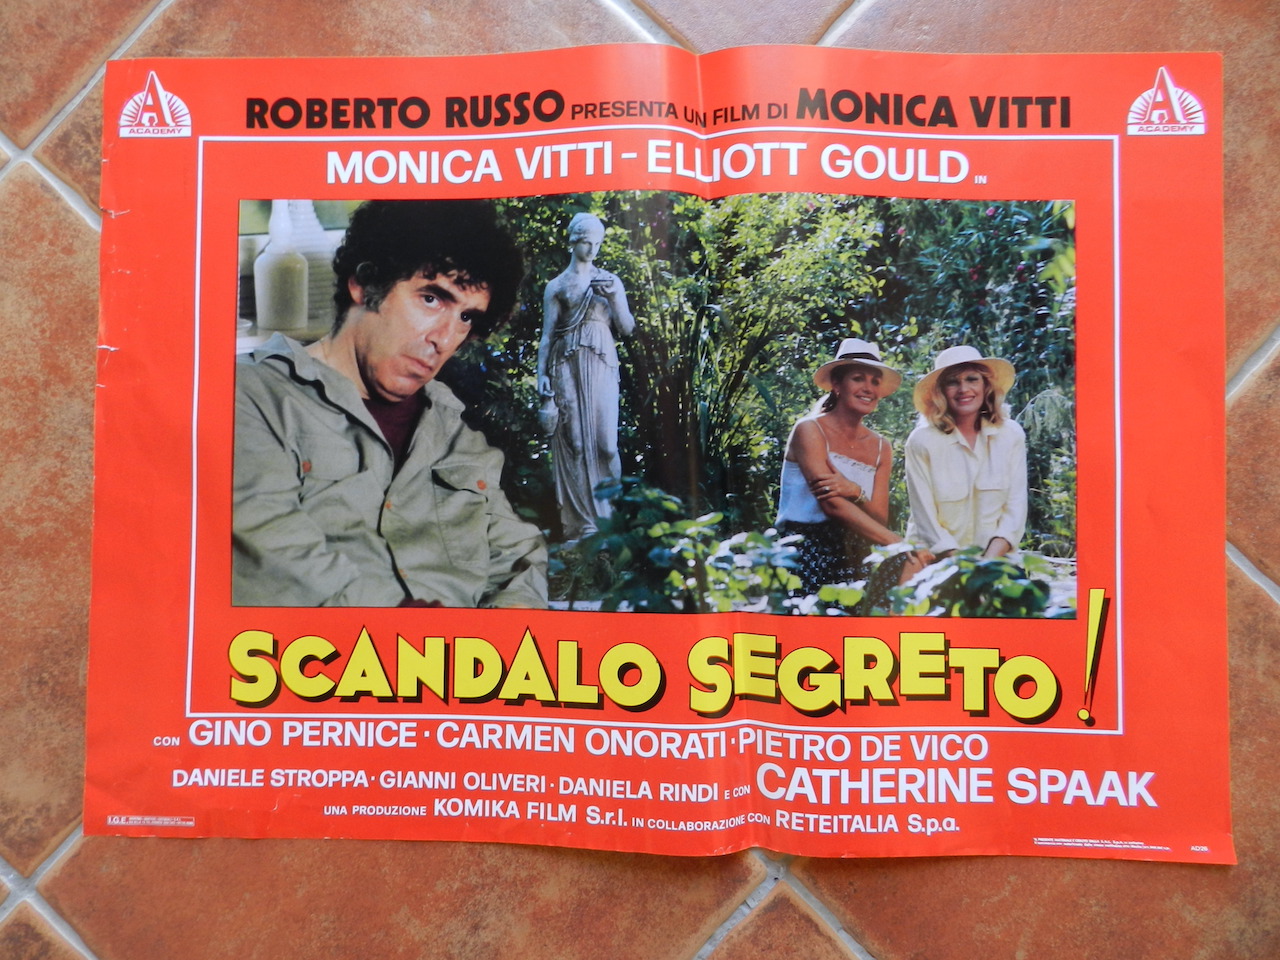 A
ACADEMY
ROBERTO RUSSO PRESENTA UN FILM DI MONICA VITTI
A
ACADEMY
MONICA VITTI - ELLIOTT GOULD IN
SCANDALO SEGRETO!
CON GINO PERNICE · CARMEN ONORATI · PIETRO DE VICO
DANIELE STROPPA · GIANNI OLIVERI · DANIELA RINDI E CON CATHERINE SPAAK
UNA PRODUZIONE KOMIKA FILM S.r.l. IN COLLABORAZIONE CON RETEITALIA S.p.a.
I.G.E